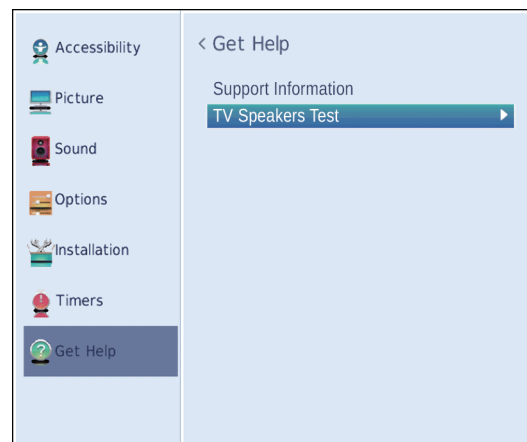 Accessibility
Picture
Sound
Options
Installation
Timers
Get Help
< Get Help
Support Information
TV Speakers Test